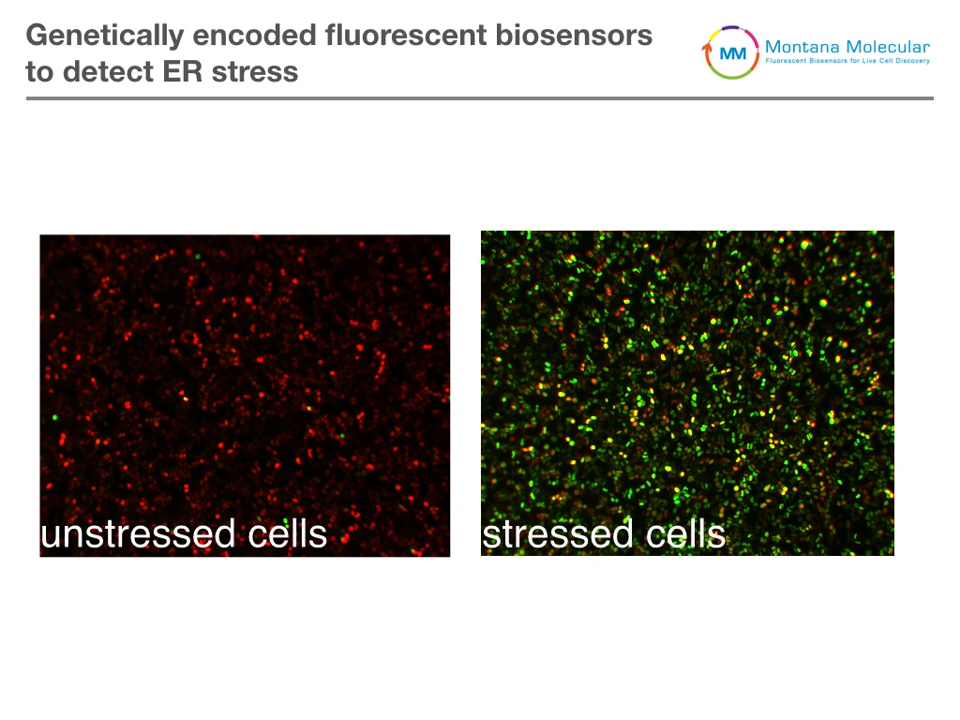 Genetically encoded fluorescent biosensors
to detect ER stress
MM
Montana Molecular
Fluorescent Biosensors for Live Cell Discovery
unstressed cells
stressed cells